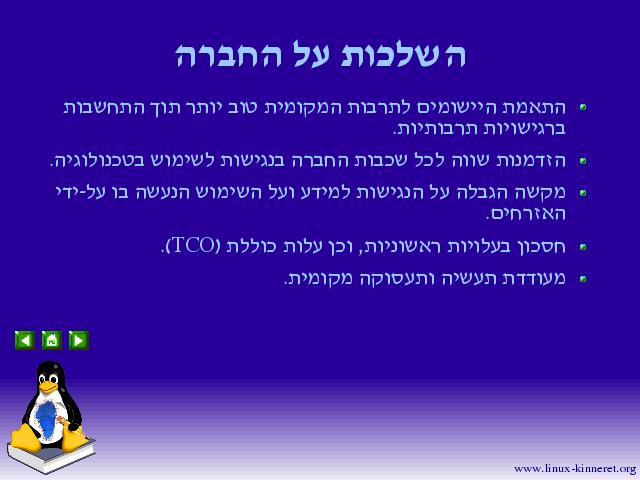 השלכות על החברה
התאמת היישומים לתרבות המקומית טוב יותר תוך התחשבות
ברגישויות תרבותיות.
הזדמנות שווה לכל שכבות החברה בנגישות לשימוש בטכנולוגיה.
מקשה הגבלה על הנגישות למידע ועל השימוש הנעשה בו על-ידי
האזרחים.
חסכון בעלויות ראשוניות, וכן עלות כוללת (TCO).
מעודדת תעשיה ותעסוקה מקומית.
www.linux-kinneret.org